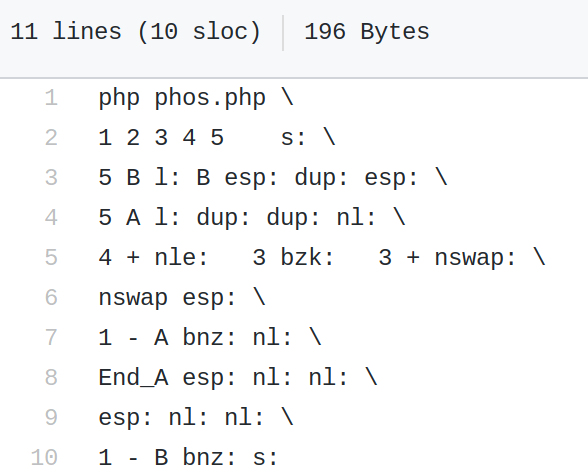 11 lines (10 sloc) 196 Bytes
1 php phos.php \
2 1 2 3 4 5    s: \
3 5 B l: B esp: dup: esp: \
4 5 A l: dup: dup: nl: \
5 4 + nle:   3 bzk:   3 + nswap: \
6 nswap esp: \
7 1 - A bnz: nl: \
8 End_A esp: nl: nl: \
9 esp: nl: nl: \
10 1 - B bnz: s: